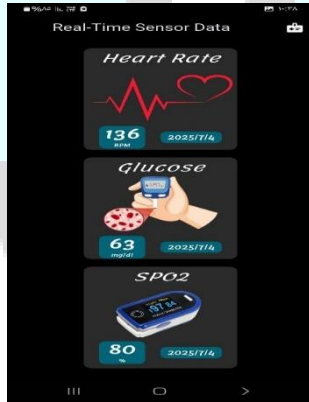 Real-Time Sensor Data
Heart Rate
136
BPM
2025/7/4
Glucose
63
mg/dl
2025/7/4
SPO2
80
%
2025/7/4